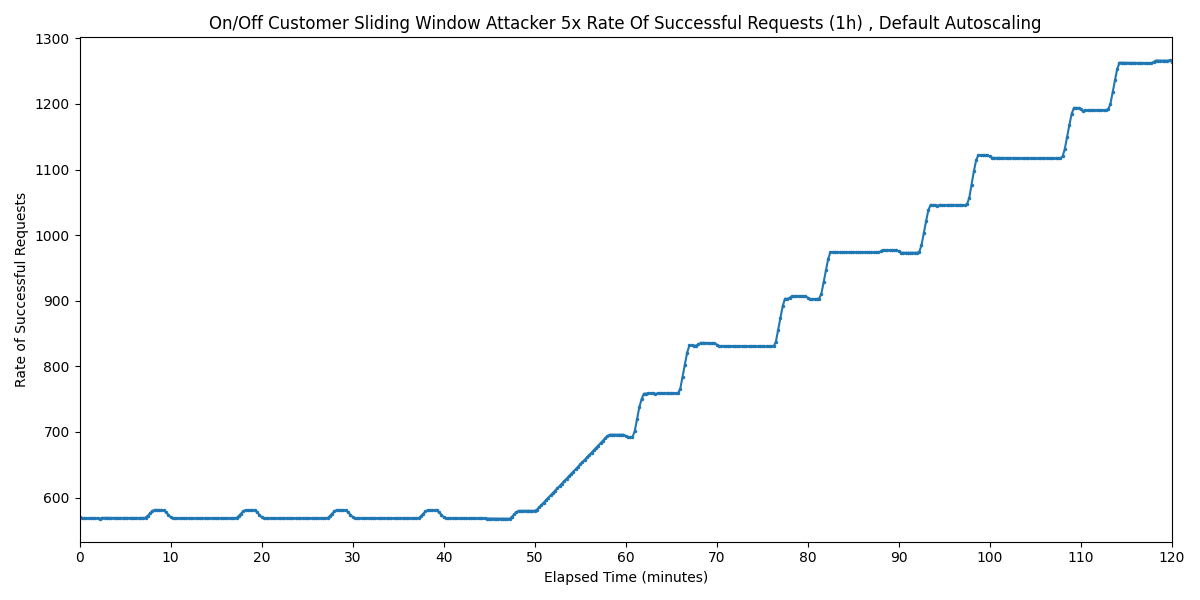 On/Off Customer Sliding Window Attacker 5x Rate Of Successful Requests (1h) , Default Autoscaling
1300
1200
1100
1000
900
800
700
600
Rate of Successful Requests
0 10 20 30 40 50 60 70 80 90 100 110 120
Elapsed Time (minutes)